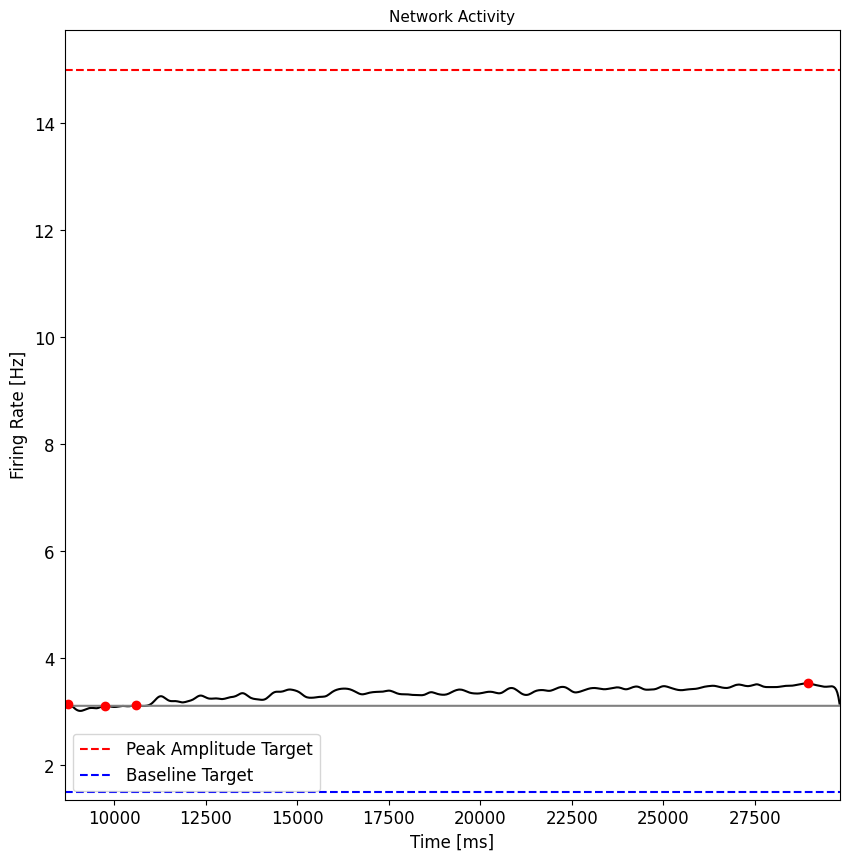 Network Activity
14
12
10
8
6
4
2
Firing Rate [Hz]
Peak Amplitude Target
Baseline Target
10000 12500 15000 17500 20000 22500 25000 27500
Time [ms]